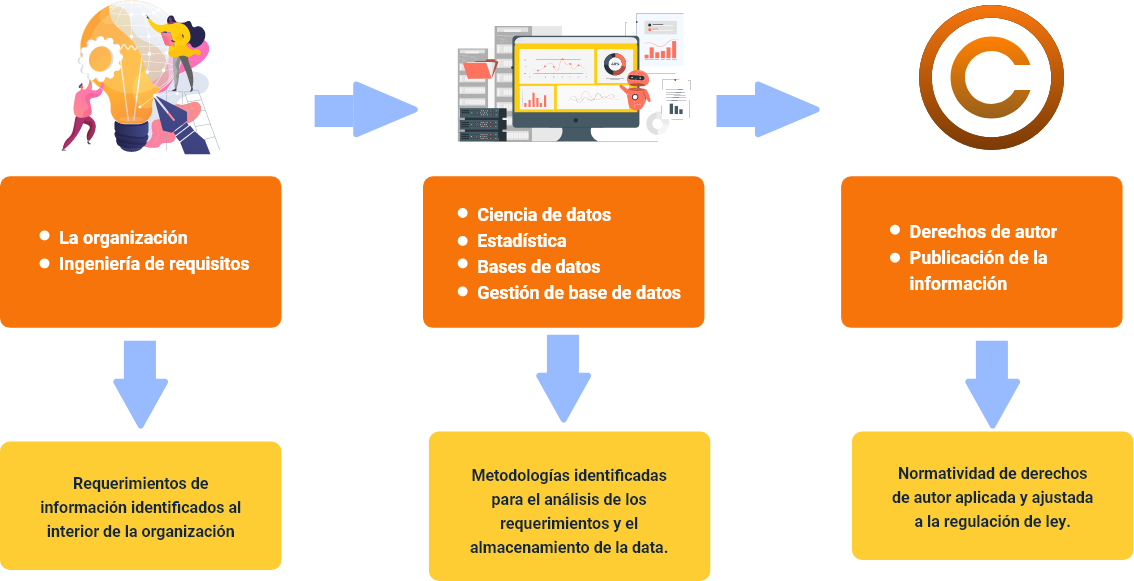 La organización
Ingeniería de requisitos
Ciencia de datos
Estadística
Bases de datos
Gestión de base de datos
Derechos de autor
Publicación de la
información
Requerimientos de
información identificados al
interior de la organización
Metodologías identificadas
para el análisis de los
requerimientos y el
almacenamiento de la data.
Normatividad de derechos
de autor aplicada y ajustada
a la regulación de ley.